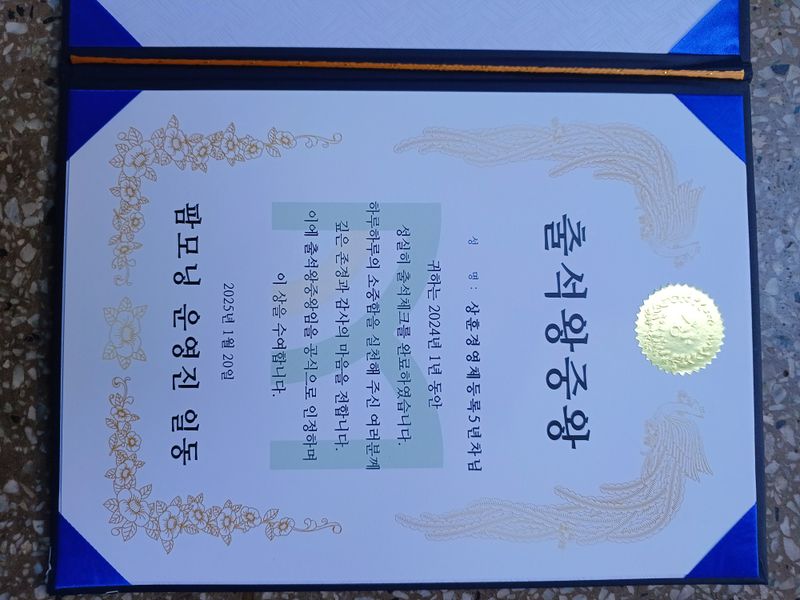 출석왕중왕
성 명 : 상훈경영체등록5년차님
귀하는 2024년 1년 동안
성실히 출석체크를 완료하였습니다.
하루하루의 소중함을 실천해 주신 여러분께
깊은 존경과 감사의 마음을 전합니다.
이에 출석왕중왕임을 공식으로 인정하며
이 상을 수여합니다.
2025년 1월 20일
팜모닝 운영진 일동